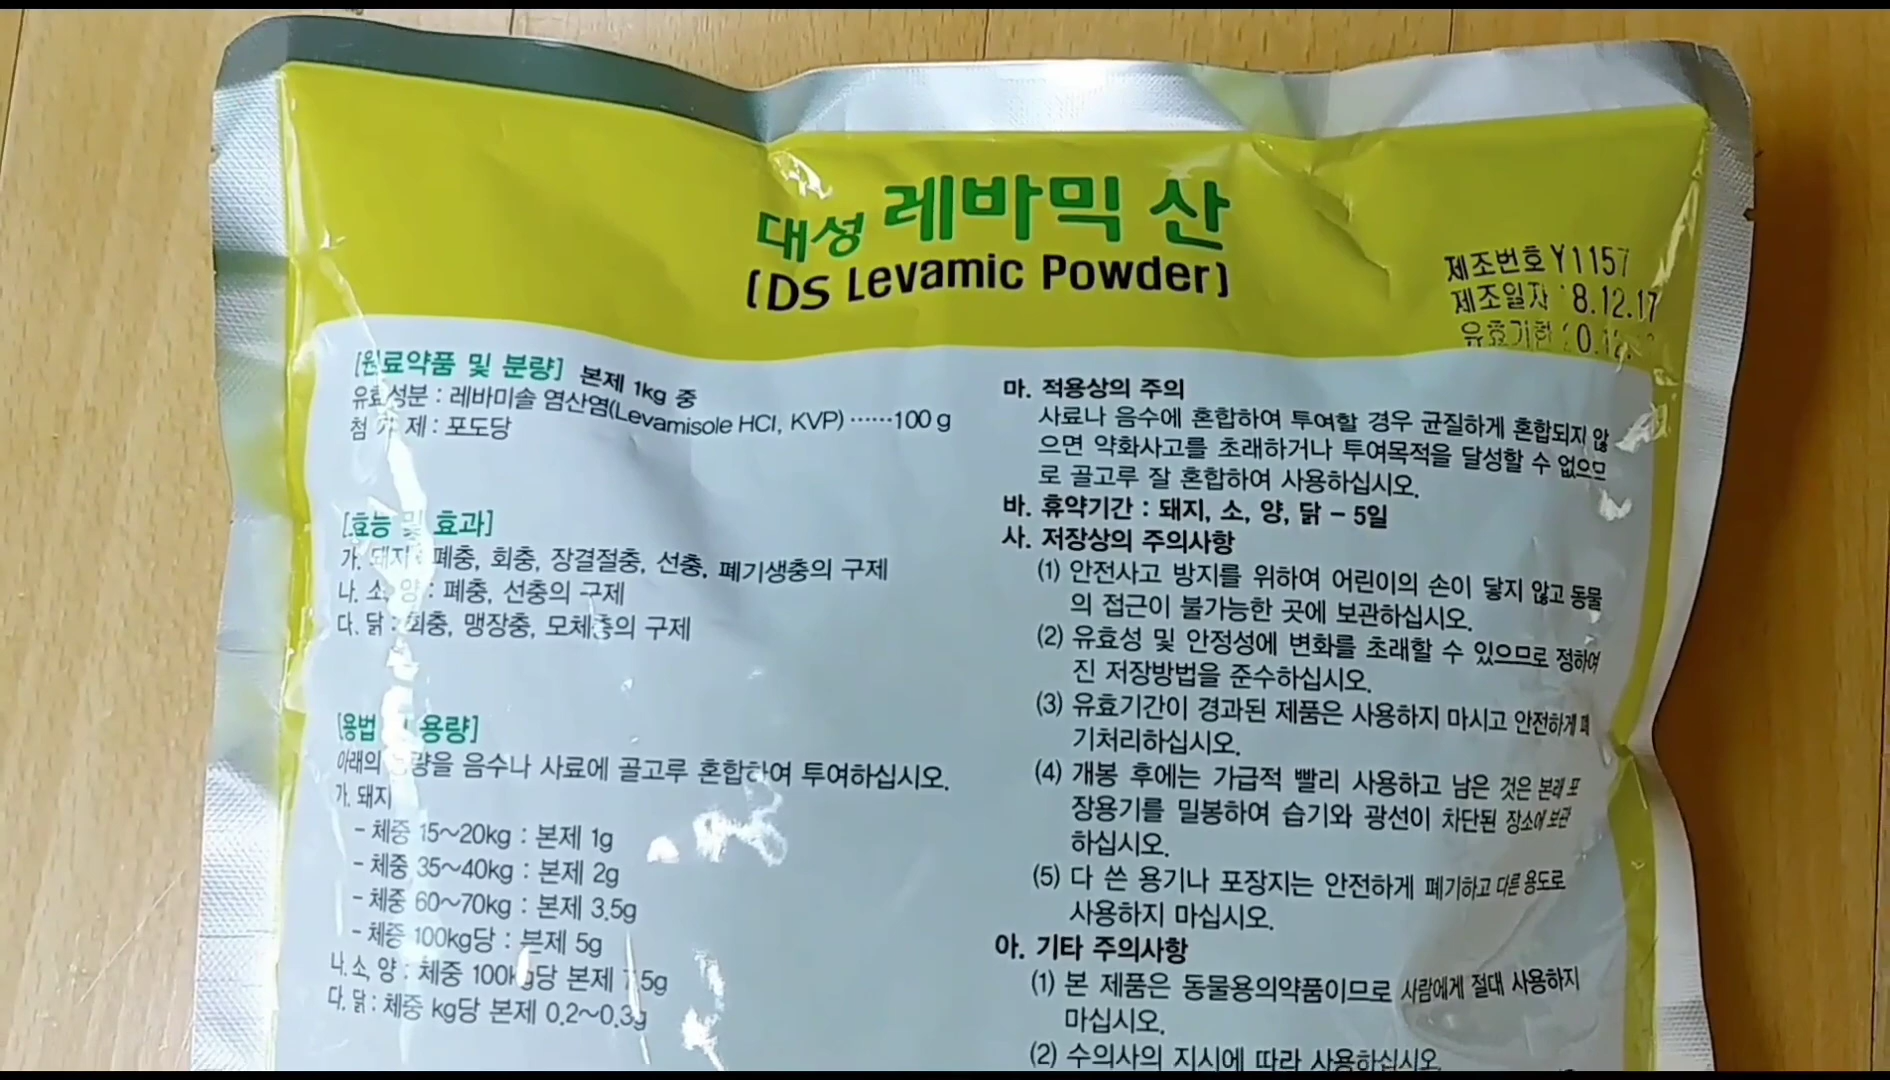 대성 레바믹 산
(DS Levamic Powder)
제조번호 Y1157
제조일자 8.12.17
유효기한 0.12.
[원료약품 및 분량] 본제 1kg 중
유효성분 : 레바미솔 염산염(Levamisole HCl, KVP) ······100 g
첨 가 제 : 포도당
[효능 및 효과]
가. 돼지 : 폐충, 회충, 장결절충, 선충, 폐기생충의 구제
나. 소, 양 : 폐충, 선충의 구제
다. 닭 : 회충, 맹장충, 모체충의 구제
[용법 및 용량]
아래의 용량을 음수나 사료에 골고루 혼합하여 투여하십시오.
가. 돼지
- 체중 15~20kg : 본제 1g
- 체중 35~40kg : 본제 2g
- 체중 60~70kg : 본제 3.5g
- 체중 100kg당 : 본제 5g
나. 소, 양 : 체중 100kg당 본제 7.5g
다. 닭 : 체중 kg당 본제 0.2~0.3g
마. 적용상의 주의
사료나 음수에 혼합하여 투여할 경우 균질하게 혼합되지 않
으면 약화사고를 초래하거나 투여목적을 달성할 수 없으므
로 골고루 잘 혼합하여 사용하십시오.
바. 휴약기간 : 돼지, 소, 양, 닭 - 5일
사. 저장상의 주의사항
(1) 안전사고 방지를 위하여 어린이의 손이 닿지 않고 동물
의 접근이 불가능한 곳에 보관하십시오.
(2) 유효성 및 안정성에 변화를 초래할 수 있으므로 정하여
진 저장방법을 준수하십시오.
(3) 유효기간이 경과된 제품은 사용하지 마시고 안전하게 폐
기처리하십시오.
(4) 개봉 후에는 가급적 빨리 사용하고 남은 것은 본래 포
장용기를 밀봉하여 습기와 광선이 차단된 장소에 보관
하십시오.
(5) 다 쓴 용기나 포장지는 안전하게 폐기하고 다른 용도로
사용하지 마십시오.
아. 기타 주의사항
(1) 본 제품은 동물용의약품이므로 사람에게 절대 사용하지
마십시오.
(2) 수의사의 지시에 따라 사용하십시오.